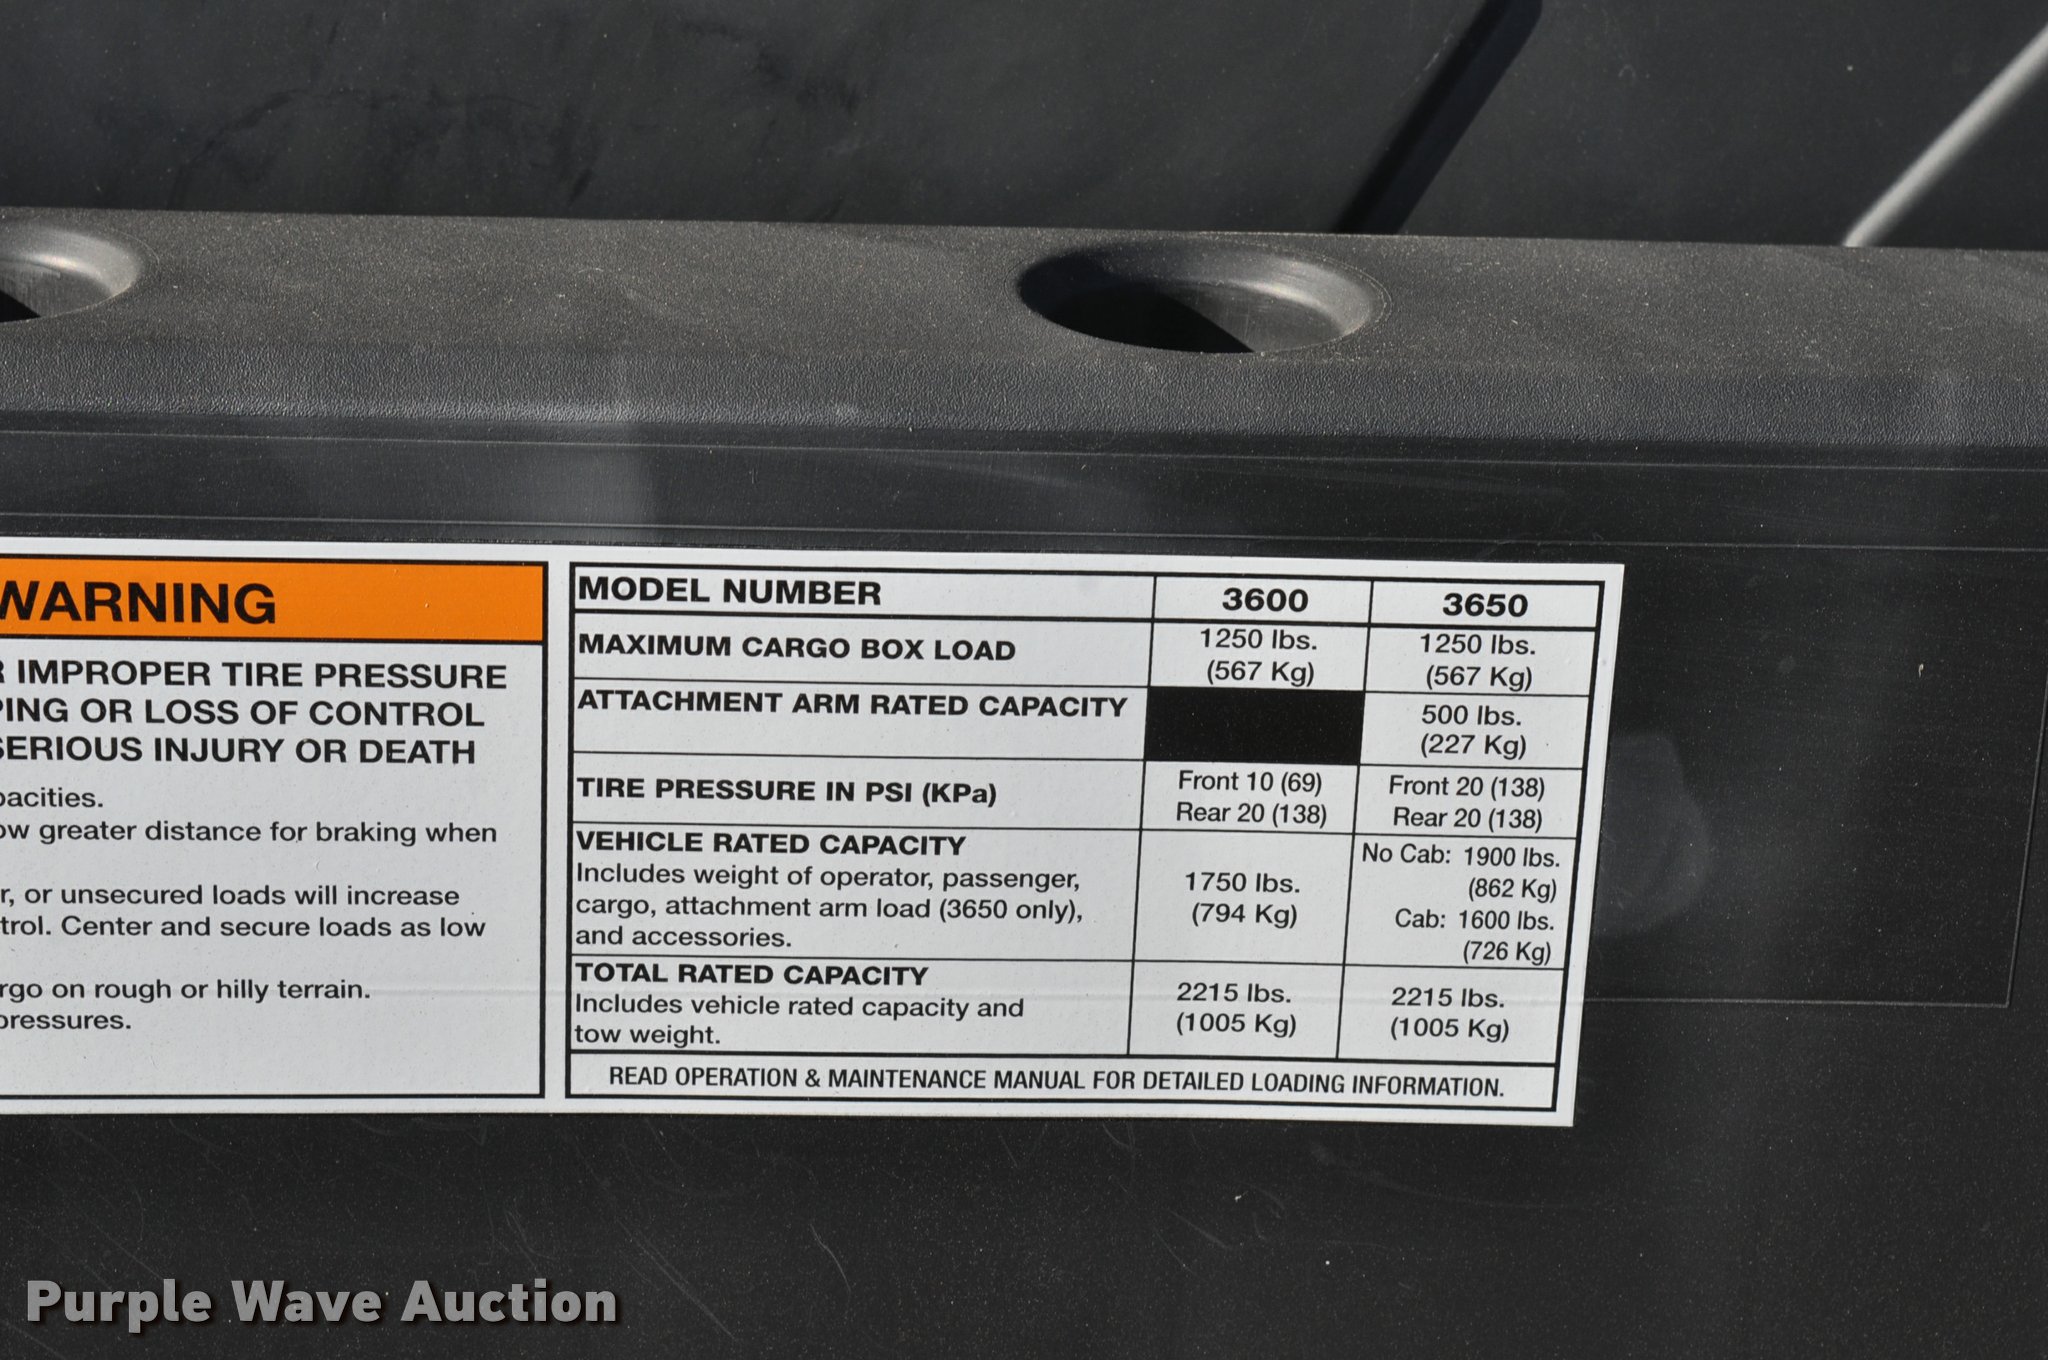 WARNING
IMPROPER TIRE PRESSURE
OR LOSS OF CONTROL
SERIOUS INJURY OR DEATH
greater distance for braking when
or unsecured loads will increase
Center and secure loads as low
on rough or hilly terrain.
pressures.
MODEL NUMBER 3600 3650
MAXIMUM CARGO BOX LOAD 1250 lbs. 1250 lbs.
(567 Kg) (567 Kg)
ATTACHMENT ARM RATED CAPACITY 500 lbs.
(227 Kg)
TIRE PRESSURE IN PSI (KPa) Front 10 (69) Front 20 (138)
Rear 20 (138) Rear 20 (138)
VEHICLE RATED CAPACITY No Cab: 1900 lbs.
Includes weight of operator, passenger, 1750 lbs. (862 Kg)
cargo, attachment arm load (3650 only), (794 Kg) Cab: 1600 lbs.
and accessories. (726 Kg)
TOTAL RATED CAPACITY 2215 lbs. 2215 lbs.
Includes vehicle rated capacity and (1005 Kg) (1005 Kg)
tow weight.
READ OPERATION & MAINTENANCE MANUAL FOR DETAILED LOADING INFORMATION.
Purple Wave Auction